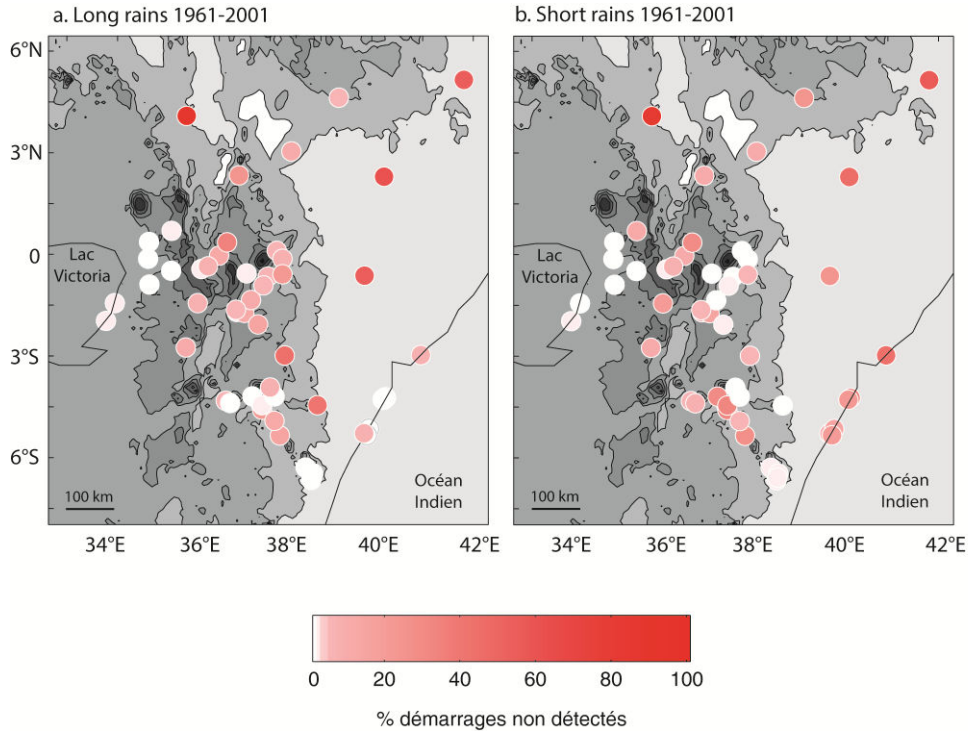 a. Long rains 1961-2001
b. Short rains 1961-2001
6°N
3°N
0
3°S
6°S
Lac
Victoria
Océan
Indien
100 km
34°E
36°E
38°E
40°E
42°E
Lac
Victoria
Océan
Indien
100 km
34°E
36°E
38°E
40°E
42°E
0
20
40
60
80
100
% démarrages non détectés